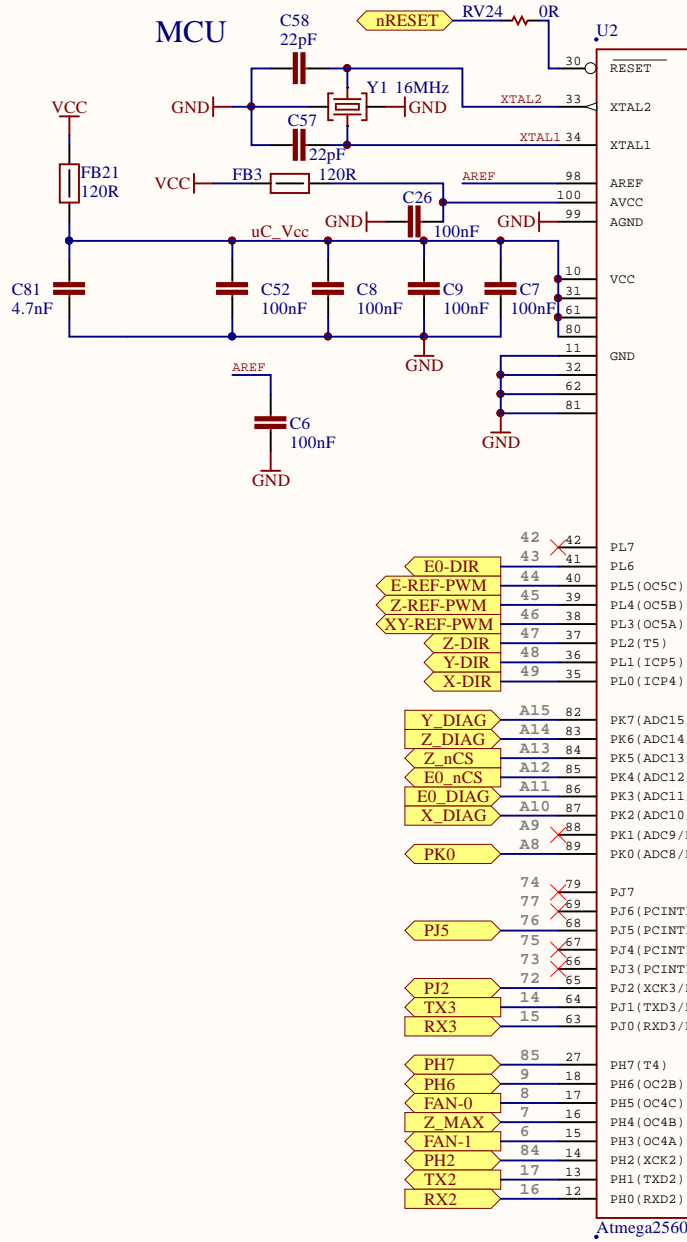 MCU
C58
22pF
nRESET RV24 0R
U2
30 RESET
Y1 16MHz
GND GND
XTAL2 33 XTAL2
C57
22pF
XTAL1 34 XTAL1
VCC
FB21
120R
VCC FB3 120R
AREF 98 AREF
100 AVCC
C26
100nF
GND GND 99 AGND
uC_Vcc
C81
4.7nF
C52
100nF
C8
100nF
C9
100nF
C7
100nF
10 VCC
31
61
80
GND
11 GND
32
62
81
GND
AREF
C6
100nF
GND
42 42 PL7
E0-DIR 43 41 PL6
E-REF-PWM 44 40 PL5(OC5C)
Z-REF-PWM 45 39 PL4(OC5B)
XY-REF-PWM 46 38 PL3(OC5A)
Z-DIR 47 37 PL2(T5)
Y-DIR 48 36 PL1(ICP5)
X-DIR 49 35 PL0(ICP4)
Y_DIAG A15 82 PK7(ADC15
Z_DIAG A14 83 PK6(ADC14
Z_nCS A13 84 PK5(ADC13
E0_nCS A12 85 PK4(ADC12
E0_DIAG A11 86 PK3(ADC11
X_DIAG A10 87 PK2(ADC10
A9 88 PK1(ADC9/
PK0 A8 89 PK0(ADC8/
74 79 PJ7
77 69 PJ6(PCINT
PJ5 76 68 PJ5(PCINT
75 67 PJ4(PCINT
73 66 PJ3(PCINT
PJ2 72 65 PJ2(XCK3/
TX3 14 64 PJ1(TXD3/
RX3 15 63 PJ0(RXD3/
PH7 85 27 PH7(T4)
PH6 9 18 PH6(OC2B)
FAN-0 8 17 PH5(OC4C)
Z_MAX 7 16 PH4(OC4B)
FAN-1 6 15 PH3(OC4A)
PH2 84 14 PH2(XCK2)
TX2 17 13 PH1(TXD2)
RX2 16 12 PH0(RXD2)
Atmega2560